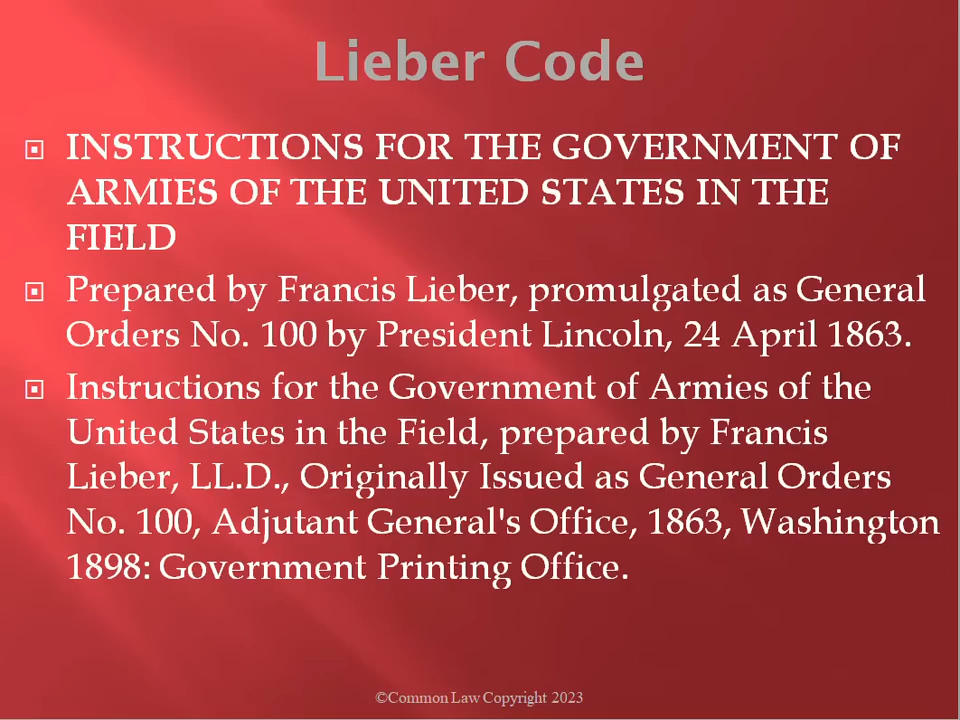 Lieber Code
INSTRUCTIONS FOR THE GOVERNMENT OF
ARMIES OF THE UNITED STATES IN THE
FIELD
Prepared by Francis Lieber, promulgated as General
Orders No. 100 by President Lincoln, 24 April 1863.
Instructions for the Government of Armies of the
United States in the Field, prepared by Francis
Lieber, LL.D., Originally Issued as General Orders
No. 100, Adjutant General's Office, 1863, Washington
1898: Government Printing Office.
©Common Law Copyright 2023